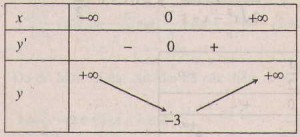 x −∞ 0 +∞
y' − 0 +
+∞ +∞
y
−3